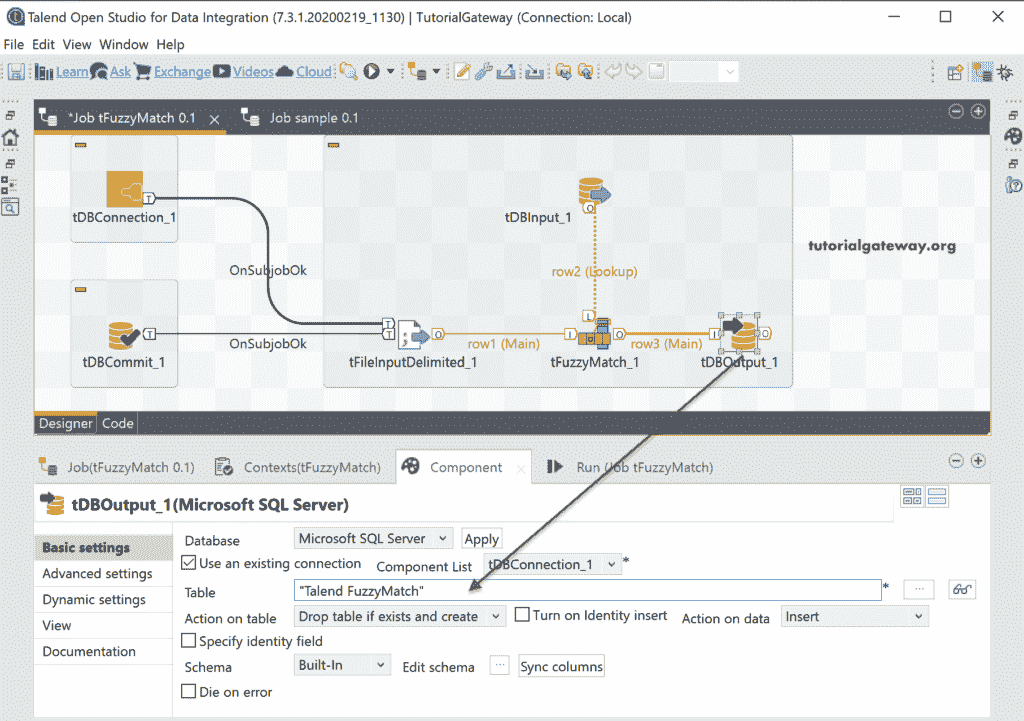 Talend Open Studio for Data Integration (7.3.1.20200219_1130) | TutorialGateway (Connection: Local)
File Edit View Window Help
Learn Ask Exchange Videos Cloud
*Job tFuzzyMatch 0.1 Job sample 0.1
T
tDBConnection_1
O
tDBInput_1
tutorialgateway.org
OnSubjobOk
row2 (Lookup)
L
T
I O I O I O
OnSubjobOk
row1 (Main)
row3 (Main)
tDBCommit_1
tFileInputDelimited_1
tFuzzyMatch_1
tDBOutput_1
Designer Code
Job(tFuzzyMatch 0.1) Contexts(tFuzzyMatch) Component Run (Job tFuzzyMatch)
tDBOutput_1(Microsoft SQL Server)
Basic settings
Advanced settings
Dynamic settings
View
Documentation
Database Microsoft SQL Server Apply
Use an existing connection Component List tDBConnection_1 *
Table "Talend FuzzyMatch" * ...
Action on table Drop table if exists and create Turn on Identity insert Action on data Insert
Specify identity field
Schema Built-In Edit schema ... Sync columns
Die on error